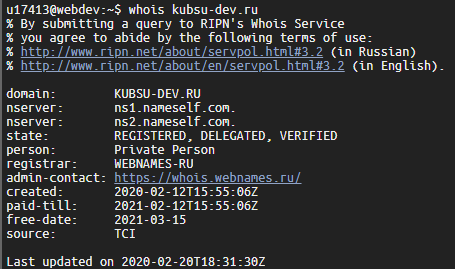 u17413@webdev:~$ whois kubsu-dev.ru
% By submitting a query to RIPN's Whois Service
% you agree to abide by the following terms of use:
% http://www.ripn.net/about/servpol.html#3.2 (in Russian)
% http://www.ripn.net/about/en/servpol.html#3.2 (in English).

domain:        KUBSU-DEV.RU
nserver:       ns1.nameself.com.
nserver:       ns2.nameself.com.
state:         REGISTERED, DELEGATED, VERIFIED
person:        Private Person
registrar:     WEBNAMES-RU
admin-contact: https://whois.webnames.ru/
created:       2020-02-12T15:55:06Z
paid-till:     2021-02-12T15:55:06Z
free-date:     2021-03-15
source:        TCI

Last updated on 2020-02-20T18:31:30Z